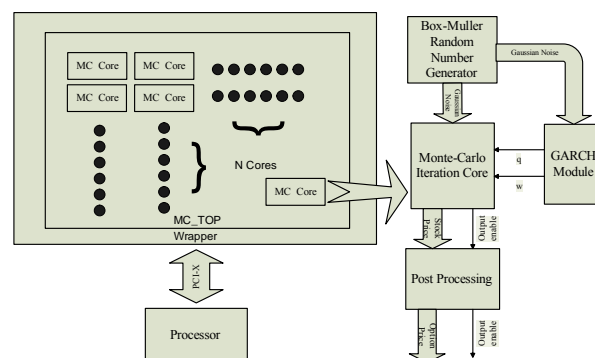 MC Core
MC Core
MC Core
MC Core
N Cores
MC Core
MC_TOP
Wrapper
PCI-X
Processor
Box-Muller
Random
Number
Generator
Gaussian Noise
Gaussian
Noise
Monte-Carlo
Iteration Core
q
w
GARCH
Module
Stock
Price
Output
enable
Post Processing
Option
Price
Output
enable